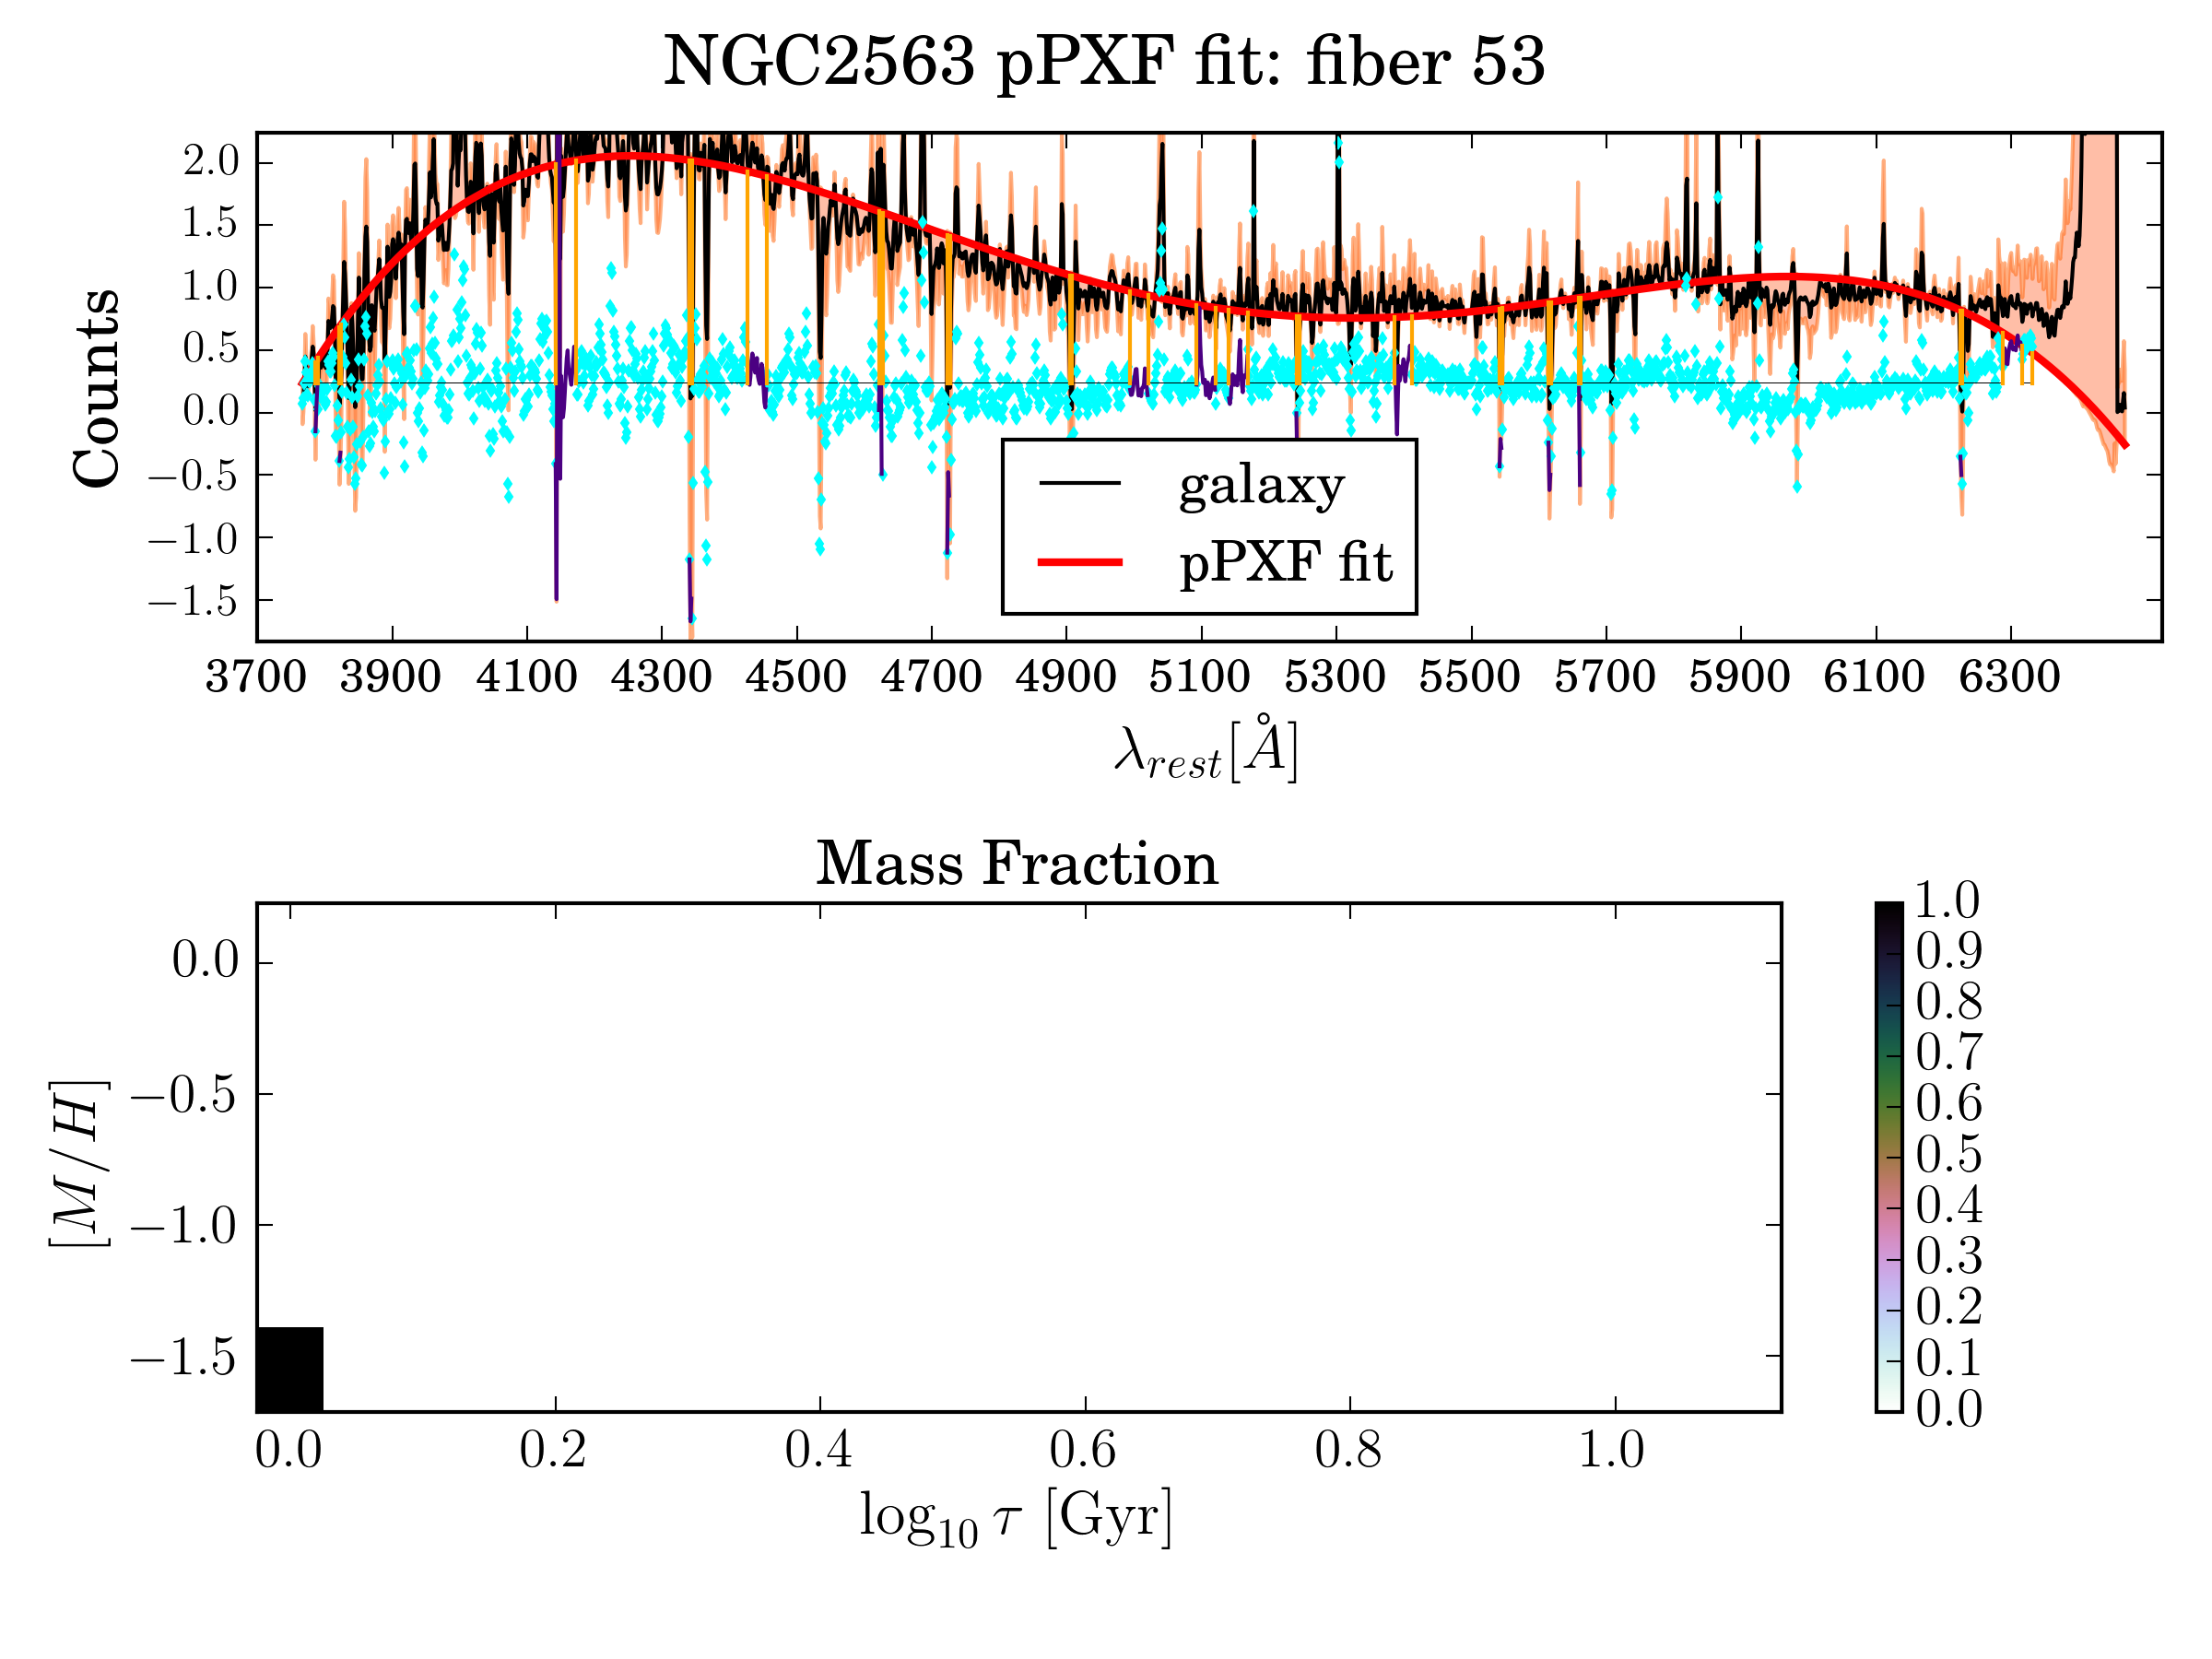 NGC2563 pPXF fit: fiber 53
Counts
2.0
1.5
1.0
0.5
0.0
−0.5
−1.0
−1.5
galaxy
pPXF fit
3700 3900 4100 4300 4500 4700 4900 5100 5300 5500 5700 5900 6100 6300
λrest[Å]
Mass Fraction
[M/H]
0.0
−0.5
−1.0
−1.5
0.0 0.2 0.4 0.6 0.8 1.0
log10 τ [Gyr]
1.0
0.9
0.8
0.7
0.6
0.5
0.4
0.3
0.2
0.1
0.0